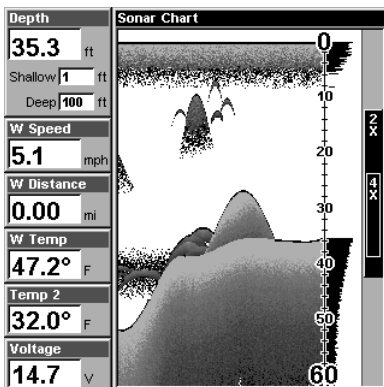 Depth
35.3 ft
Shallow 1 ft
Deep 100 ft
W Speed
5.1 mph
W Distance
0.00 mi
W Temp
47.2° F
Temp 2
32.0° F
Voltage
14.7 V
Sonar Chart
0
10
20
30
40
50
60
2X
4X